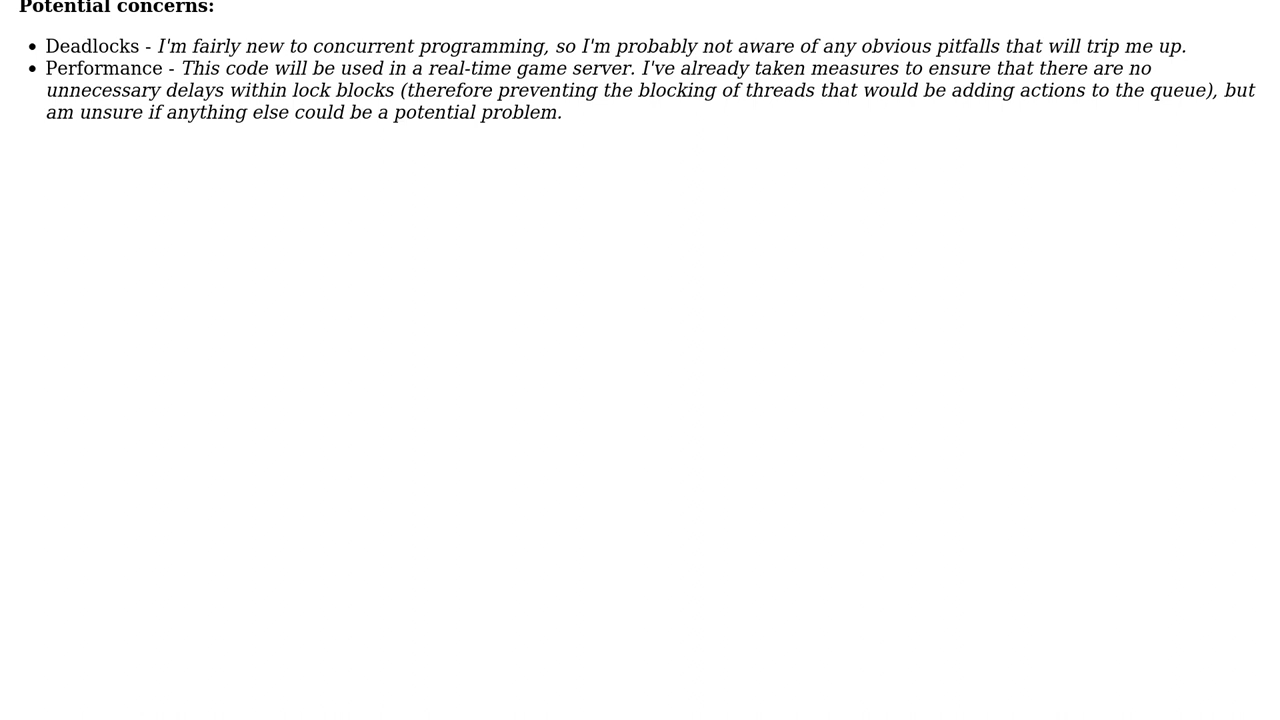 Potential concerns:
Deadlocks - I'm fairly new to concurrent programming, so I'm probably not aware of any obvious pitfalls that will trip me up.
Performance - This code will be used in a real-time game server. I've already taken measures to ensure that there are no
unnecessary delays within lock blocks (therefore preventing the blocking of threads that would be adding actions to the queue), but
am unsure if anything else could be a potential problem.